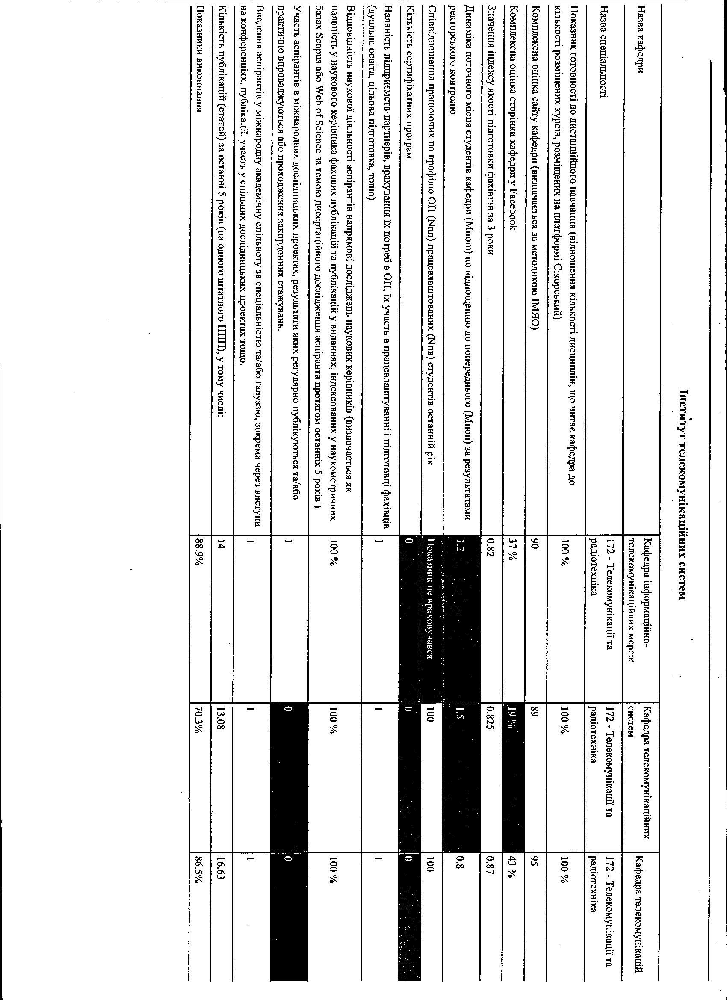 Інститут телекомунікаційних систем
Назва кафедри
Кафедра інформаційно-
телекомунікаційних мереж
Кафедра телекомунікаційних
систем
Кафедра телекомунікацій
Назва спеціальності
172 - Телекомунікації та
радіотехніка
172 - Телекомунікації та
радіотехніка
172 - Телекомунікації та
радіотехніка
Показник готовності до дистанційного навчання (відношення кількості дисциплін, що читає кафедра до
кількості розміщених курсів, розміщених на платформі Сікорський)
100 %
100 %
100 %
Комплексна оцінка сайту кафедри (визначається за методикою ІМЯО)
90
89
95
Комплексна оцінка сторінки кафедри у Facebook
37 %
19 %
43 %
Значення індексу якості підготовки фахівців за 3 роки
0.82
0.825
0.87
Динаміка поточного місця студентів кафедри (Мпот) по відношенню до попереднього (Мпоп) за результатами
ректорського контролю
1.2
1.5
0.8
Співвідношення працюючих по профілю ОП (Nпп) працевлаштованих (Nпв) студентів останній рік
Показник не враховувався
100
100
Кількість сертифікатних програм
0
0
0
Наявність підприємств-партнерів, врахування їх потреб в ОП, їх участь в працевлаштуванні і підготовці фахівців
(дуальна освіта, цільова підготовка, тощо)
1
1
1
Відповідність наукової діяльності аспірантів напрямові досліджень наукових керівників (визначається як
наявність у наукового керівника фахових публікацій та публікацій у виданнях, індексованих у наукометричних
базах Scopus або Web of Science за темою дисертаційного дослідження аспіранта протягом останніх 5 років )
100 %
100 %
100 %
Участь аспірантів в міжнародних дослідницьких проектах, результати яких регулярно публікуються та/або
практично впроваджуються або проходження закордонних стажувань.
1
0
0
Введення аспірантів у міжнародну академічну спільноту за спеціальністю та/або галуззю, зокрема через виступи
на конференціях, публікації, участь у спільних дослідницьких проектах тощо.
1
1
1
Кількість публікацій (статей) за останні 5 років (на одного штатного НПП), у тому числі:
14
13.08
16.63
Показники виконнання
88.9%
70.3%
86.5%